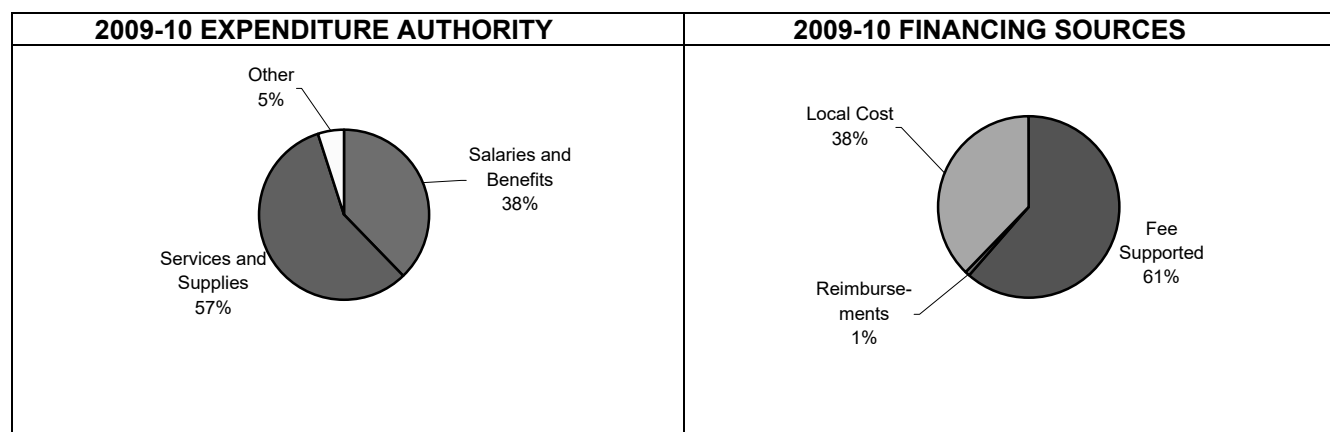 2009-10 EXPENDITURE AUTHORITY
Other
5%
Salaries and
Benefits
38%
Services and
Supplies
57%
2009-10 FINANCING SOURCES
Local Cost
38%
Fee
Supported
61%
Reimburse-
ments
1%